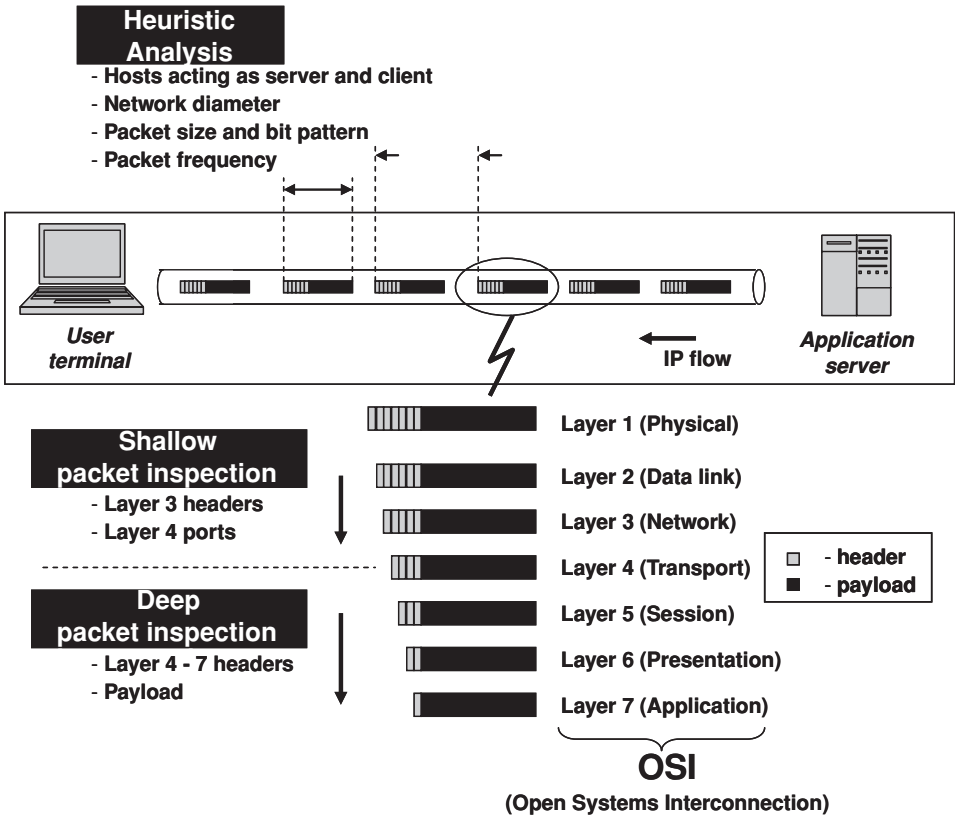 Heuristic
Analysis
- Hosts acting as server and client
- Network diameter
- Packet size and bit pattern
- Packet frequency
User
terminal
IP flow
Application
server
Layer 1 (Physical)
Shallow
packet inspection
- Layer 3 headers
- Layer 4 ports
Layer 2 (Data link)
Layer 3 (Network)
Layer 4 (Transport)
- header
- payload
Deep
packet inspection
- Layer 4 - 7 headers
- Payload
Layer 5 (Session)
Layer 6 (Presentation)
Layer 7 (Application)
OSI
(Open Systems Interconnection)